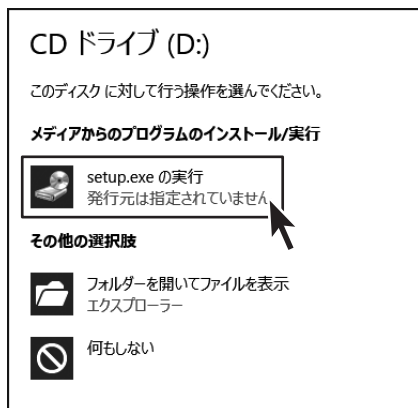 CD ドライブ (D:)
このディスク に対して行う操作を選んでください。
メディアからのプログラムのインストール/実行
setup.exe の実行
発行元は指定されていません
その他の選択肢
フォルダーを開いてファイルを表示
エクスプローラー
何もしない